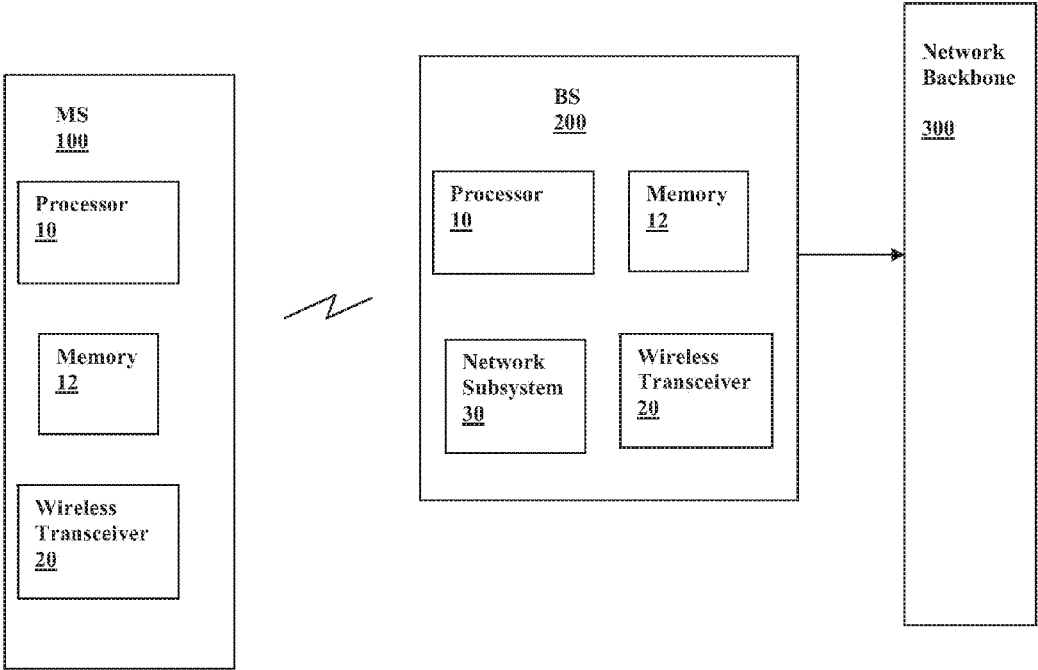 MS
100
Processor
10
Memory
12
Wireless
Transceiver
20
BS
200
Processor
10
Memory
12
Network
Subsystem
30
Wireless
Transceiver
20
Network
Backbone
300